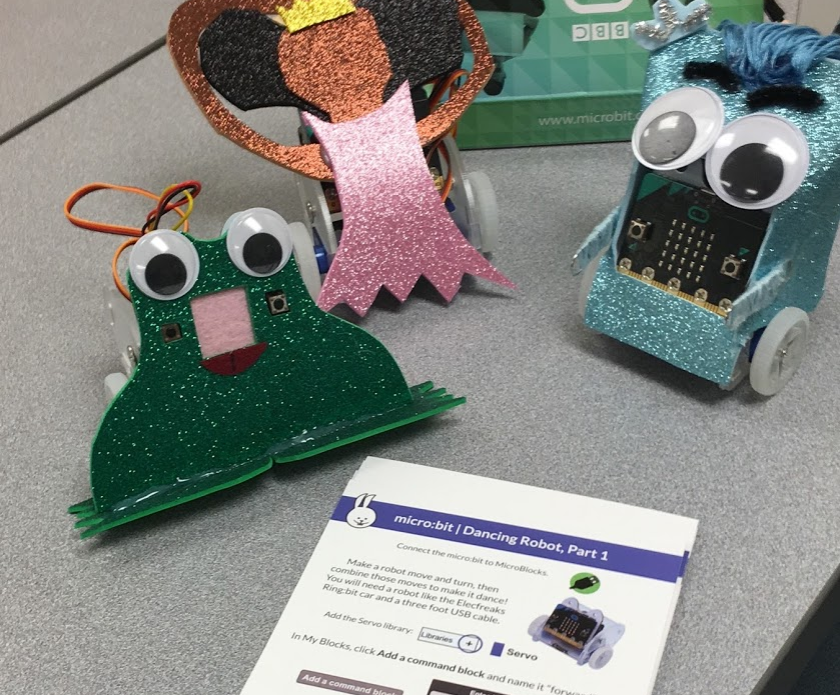 BBC
www.microbit.
micro:bit | Dancing Robot, Part 1
Connect the micro:bit to MicroBlocks.
Make a robot move and turn, then
combine those moves to make it dance!
You will need a robot like the Elecfreaks
Ring:bit car and a three foot USB cable.
Add the Servo library: Libraries + Servo
In My Blocks, click Add a command block and name it "forw
Add a command block